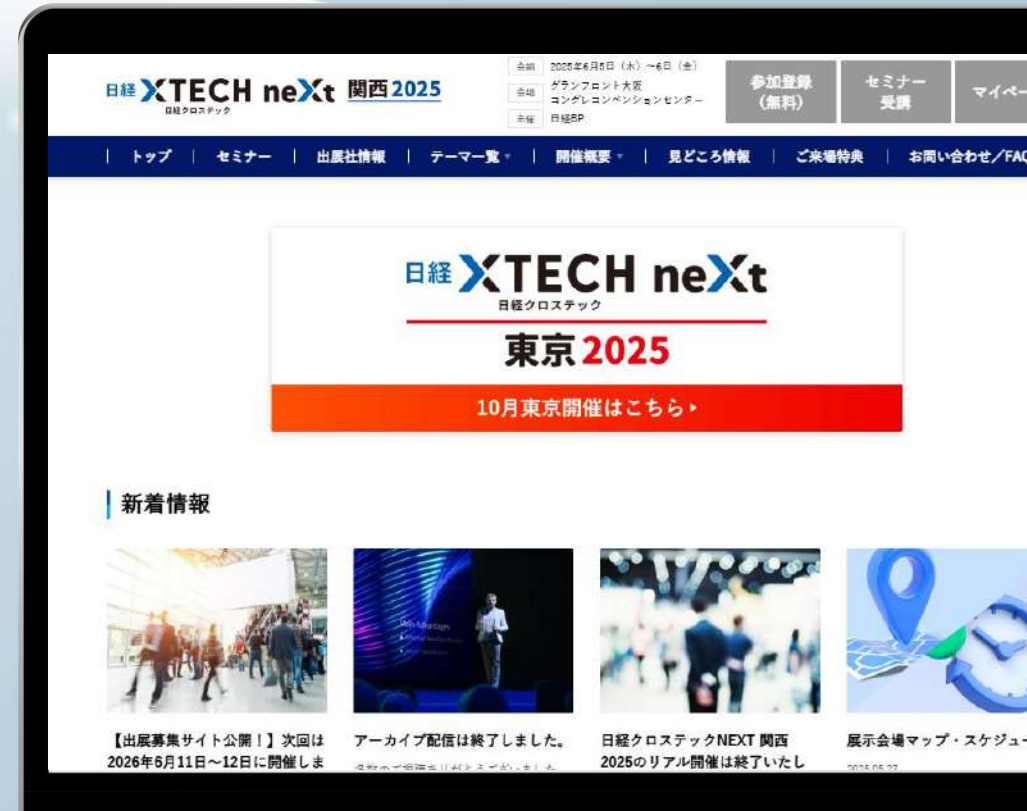 日経 XTECH neXt 関西2025
日経クロステック
会期 2025年6月5日（木）～6日（金）
会場 グランフロント大阪
コングレコンベンションセンター
主催 日経BP
参加登録
（無料）
セミナー
受講
マイペー
トップ
セミナー
出展社情報
テーマ一覧
開催概要
見どころ情報
ご来場特典
お問い合わせ/FAQ
日経 XTECH neXt
日経クロステック
東京2025
10月東京開催はこちら
新着情報
【出展募集サイト公開！】次回は
2026年6月11日～12日に開催しま
アーカイブ配信は終了しました。
日経クロステックNEXT 関西
2025のリアル開催は終了いたし
展示会場マップ・スケジュー
2025.05.27